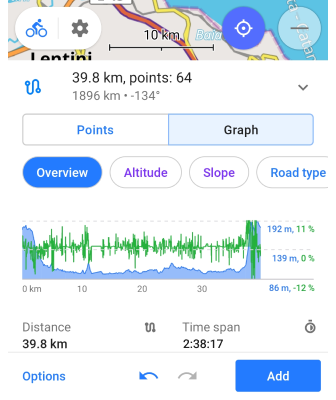 10 km
Lentini
39.8 km, points: 64
1896 km • -134°
Points
Graph
Overview
Altitude
Slope
Road type
192 m, 11 %
139 m, 0 %
86 m, -12 %
0 km
10
20
30
Distance
Time span
39.8 km
2:38:17
Options
Add